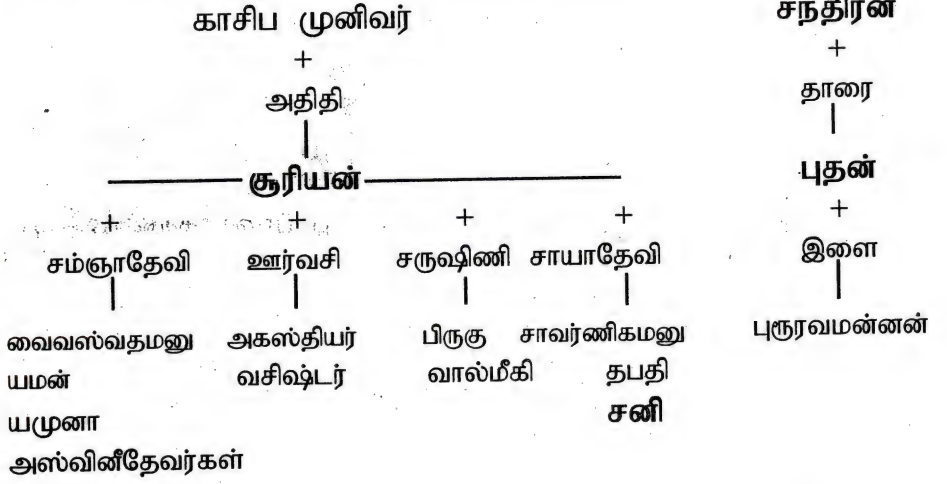 காசிப முனிவர் சந்திரன்
+ +
அதிதி தாரை
சூரியன் புதன்
+ + + + +
சம்ஞாதேவி ஊர்வசி சருஷிணி சாயாதேவி இளை
வைவஸ்வதமனு அகஸ்தியர் பிருகு சாவர்ணிகமனு புரூரவமன்னன்
யமன் வசிஷ்டர் வால்மீகி தபதி
யமுனா சனி
அஸ்வினீதேவர்கள்